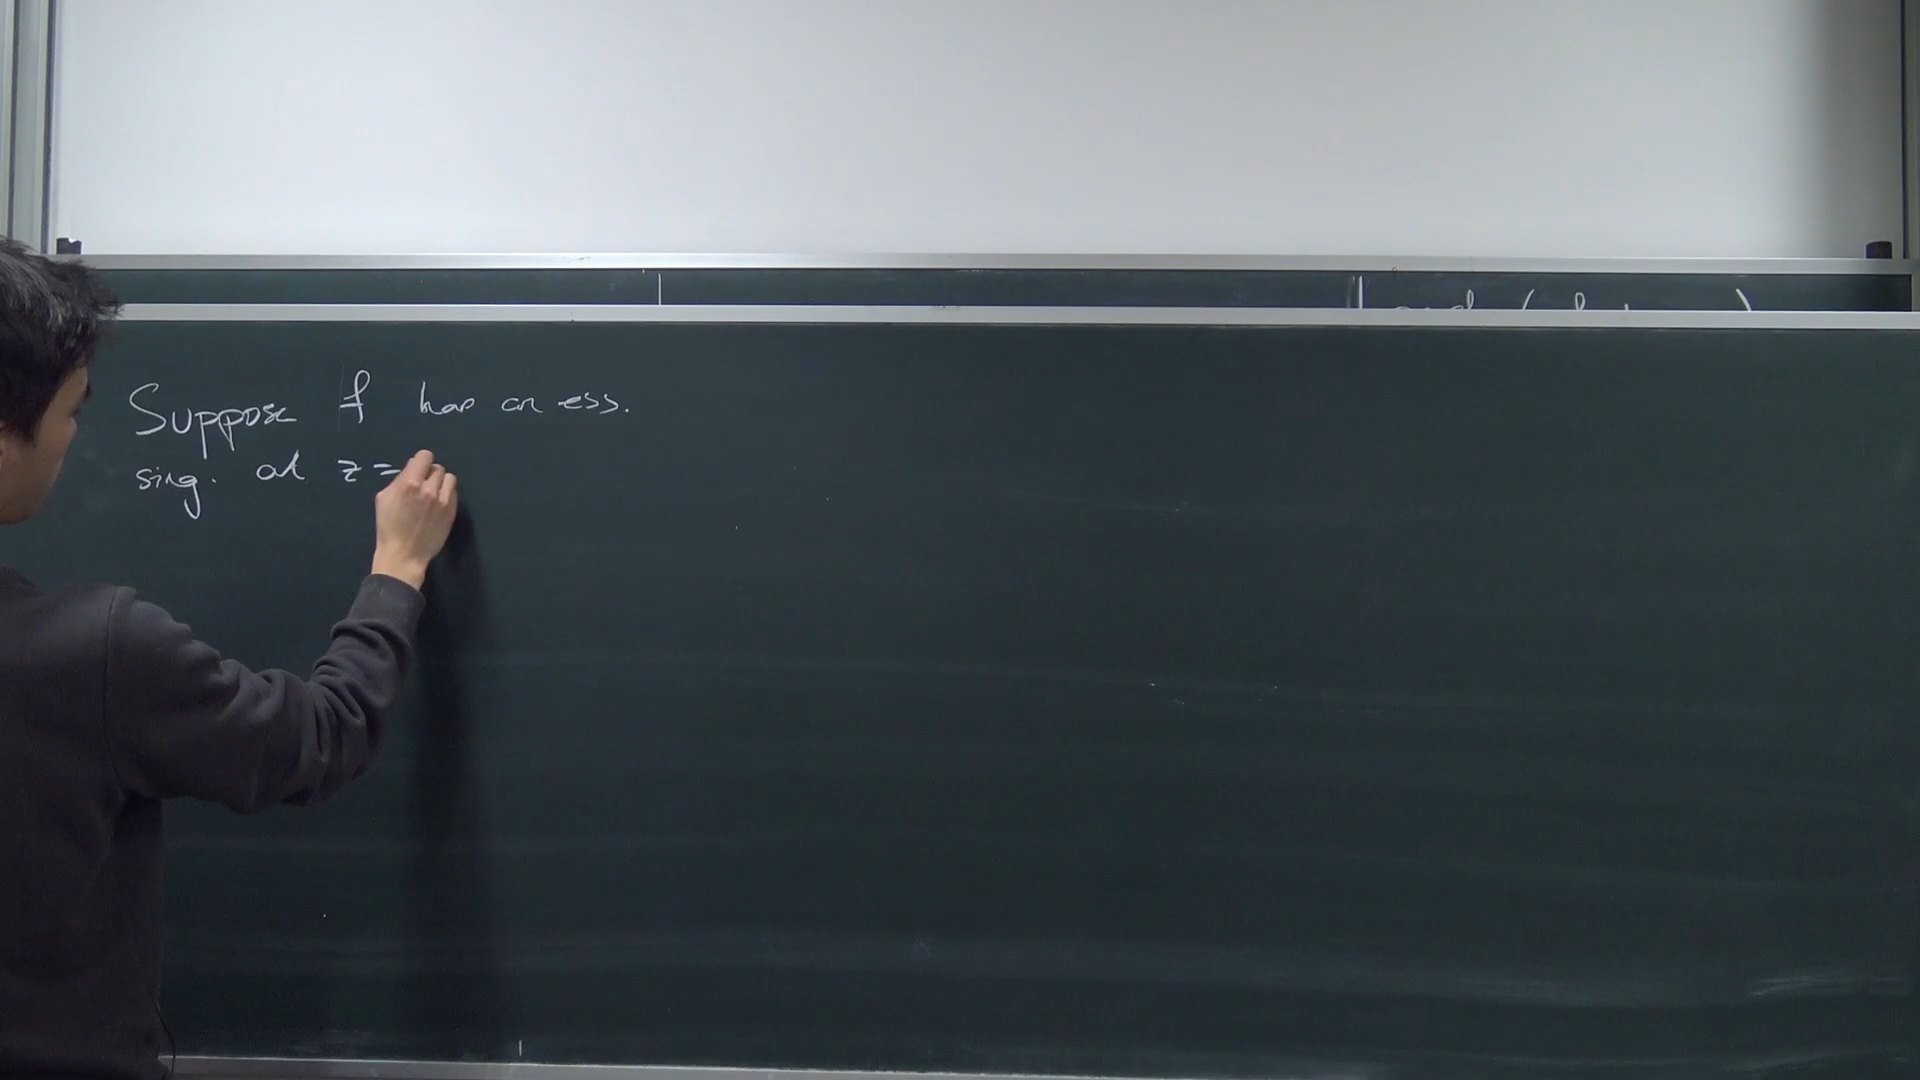 Suppose f has an ess.
sing. at z =